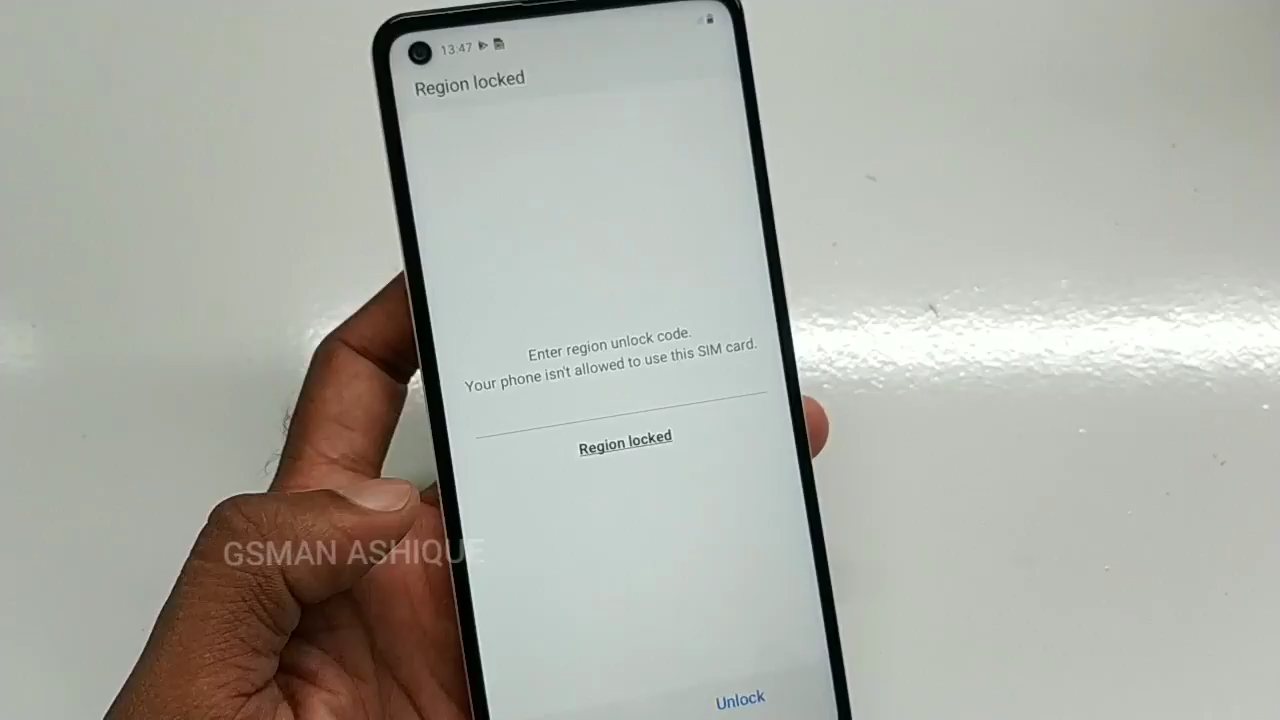 13:47
Region locked
Enter region unlock code.
Your phone isn't allowed to use this SIM card.
Region locked
GSMAN ASHIQUE
Unlock